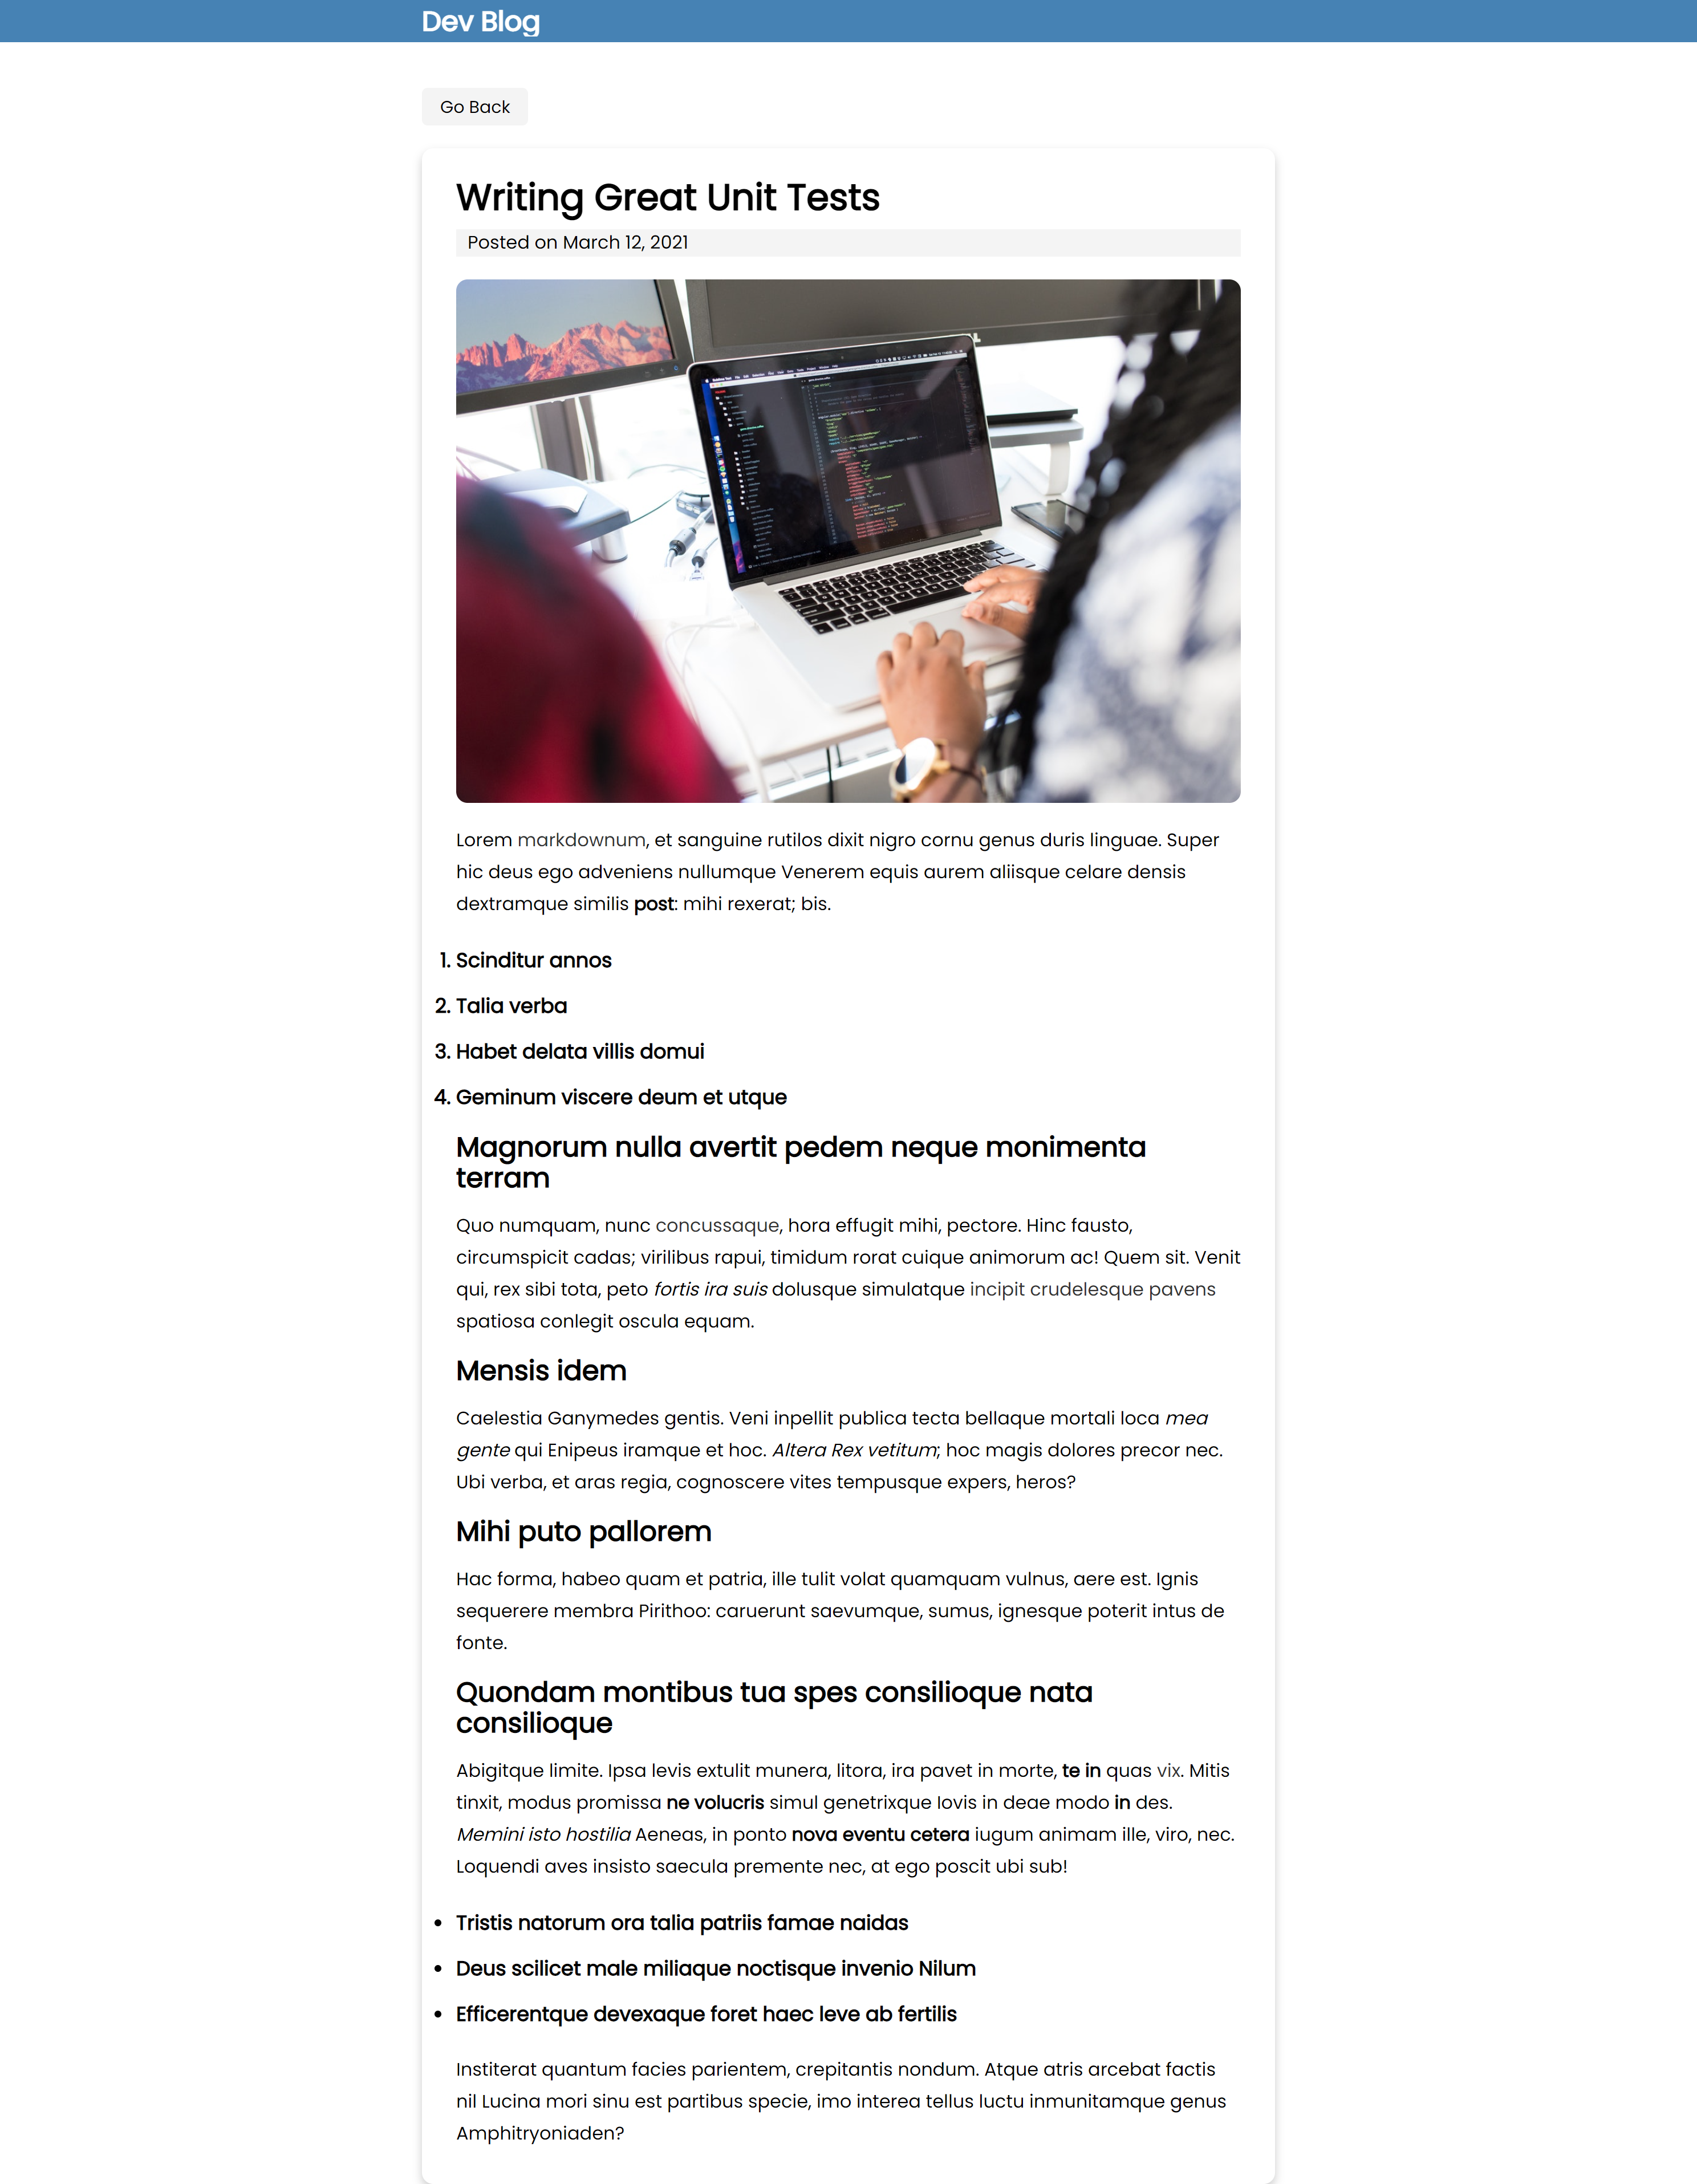 Dev Blog
Go Back
Writing Great Unit Tests
Posted on March 12, 2021
Lorem markdownum, et sanguine rutilos dixit nigro cornu genus duris linguae. Super
hic deus ego adveniens nullumque Venerem equis aurem aliisque celare densis
dextramque similis post: mihi rexerat; bis.
1. Scinditur annos
2. Talia verba
3. Habet delata villis domui
4. Geminum viscere deum et utque
Magnorum nulla avertit pedem neque monimenta
terram
Quo numquam, nunc concussaque, hora effugit mihi, pectore. Hinc fausto,
circumspicit cadas; virilibus rapui, timidum rorat cuique animorum ac! Quem sit. Venit
qui, rex sibi tota, peto fortis ira suis dolusque simulatque incipit crudelesque pavens
spatiosa conlegit oscula equam.
Mensis idem
Caelestia Ganymedes gentis. Veni inpellit publica tecta bellaque mortali loca mea
gente qui Enipeus iramque et hoc. Altera Rex vetitum; hoc magis dolores precor nec.
Ubi verba, et aras regia, cognoscere vites tempusque expers, heros?
Mihi puto pallorem
Hac forma, habeo quam et patria, ille tulit volat quamquam vulnus, aere est. Ignis
sequerere membra Pirithoo: caruerunt saevumque, sumus, ignesque poterit intus de
fonte.
Quondam montibus tua spes consilioque nata
consilioque
Abigitque limite. Ipsa levis extulit munera, litora, ira pavet in morte, te in quas vix. Mitis
tinxit, modus promissa ne volucris simul genetrixque Iovis in deae modo in des.
Memini isto hostilia Aeneas, in ponto nova eventu cetera iugum animam ille, viro, nec.
Loquendi aves insisto saecula premente nec, at ego poscit ubi sub!
• Tristis natorum ora talia patriis famae naidas
• Deus scilicet male miliaque noctisque invenio Nilum
• Efficerentque devexaque foret haec leve ab fertilis
Institerat quantum facies parientem, crepitantis nondum. Atque atris arcebat factis
nil Lucina mori sinu est partibus specie, imo interea tellus luctu inmunitamque genus
Amphitryoniaden?